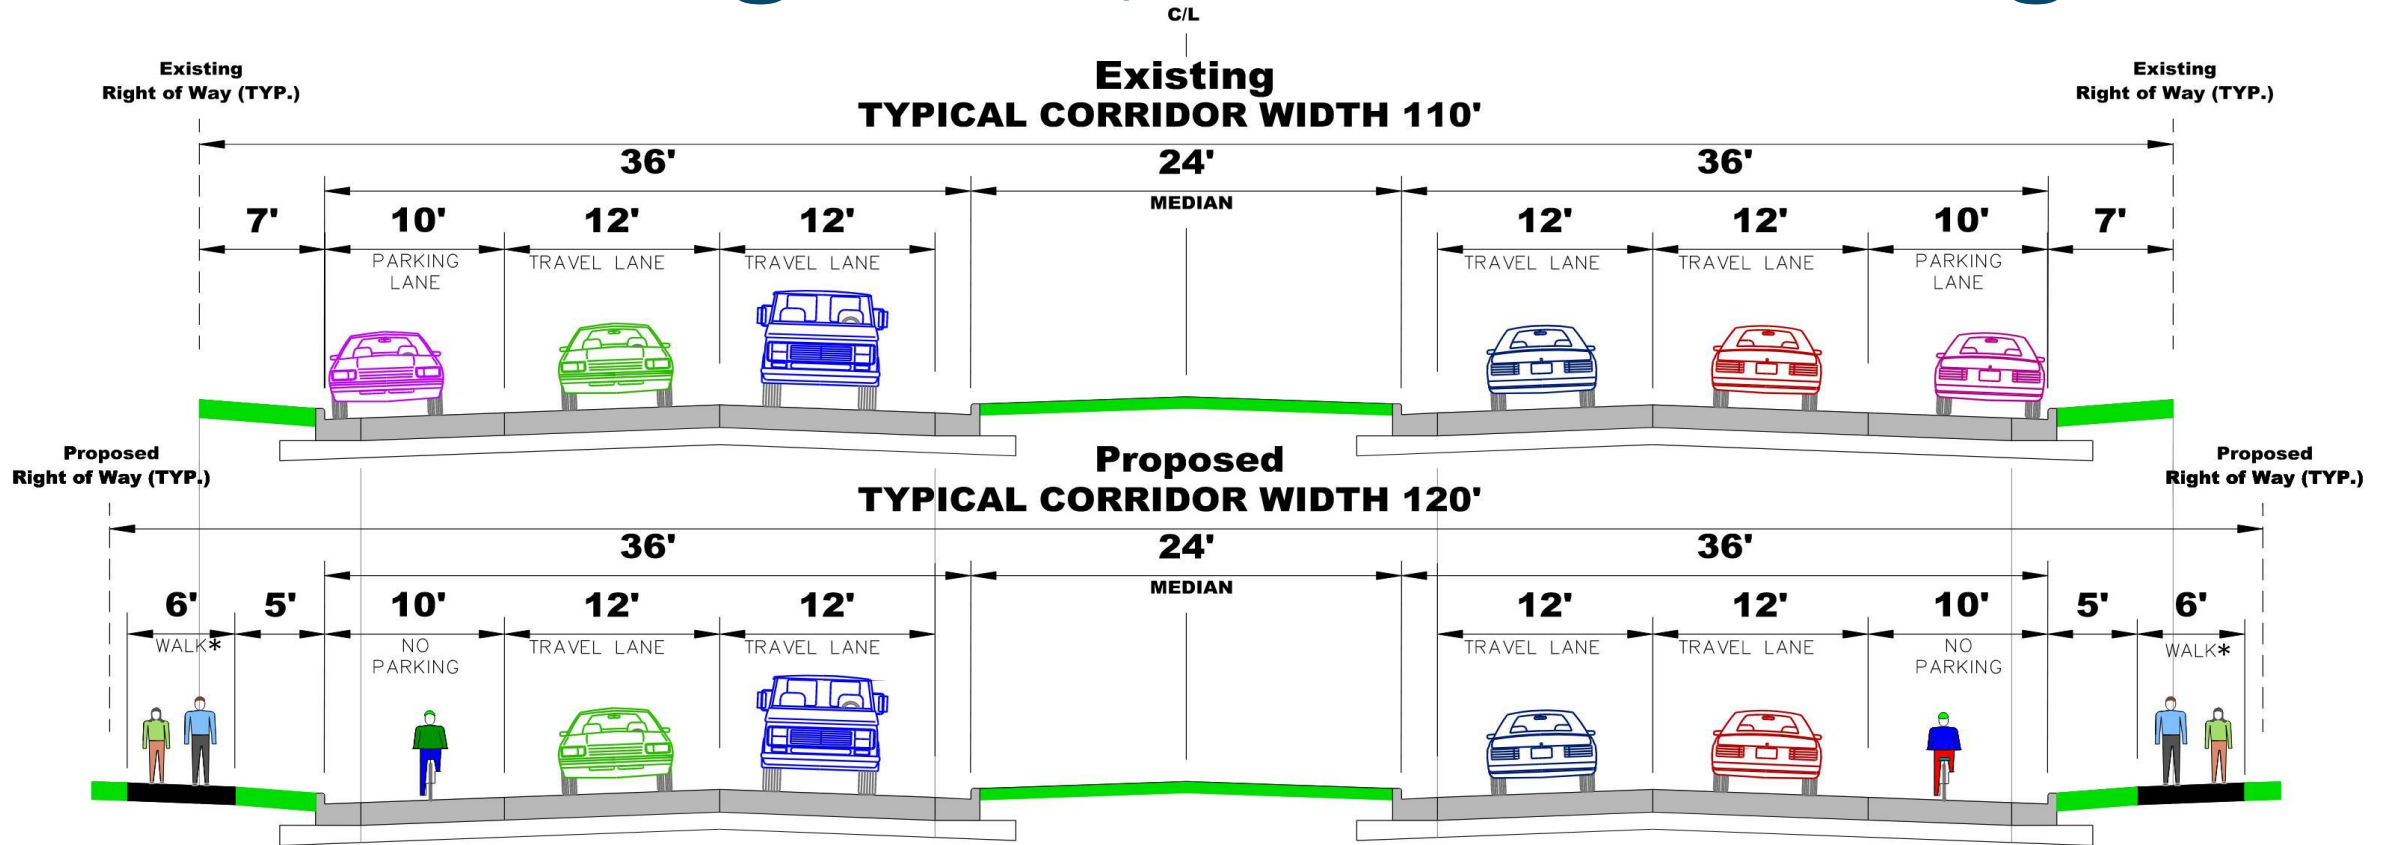 C/L
Existing
Right of Way (TYP.)
Existing
TYPICAL CORRIDOR WIDTH 110'
Existing
Right of Way (TYP.)
36'
24'
36'
MEDIAN
7'
10'
12'
12'
12'
12'
10'
7'
PARKING
LANE
TRAVEL LANE
TRAVEL LANE
TRAVEL LANE
TRAVEL LANE
PARKING
LANE
Proposed
Right of Way (TYP.)
Proposed
TYPICAL CORRIDOR WIDTH 120'
Proposed
Right of Way (TYP.)
36'
24'
36'
MEDIAN
6'
5'
10'
12'
12'
12'
12'
10'
5'
6'
WALK*
NO
PARKING
TRAVEL LANE
TRAVEL LANE
TRAVEL LANE
TRAVEL LANE
NO
PARKING
WALK*